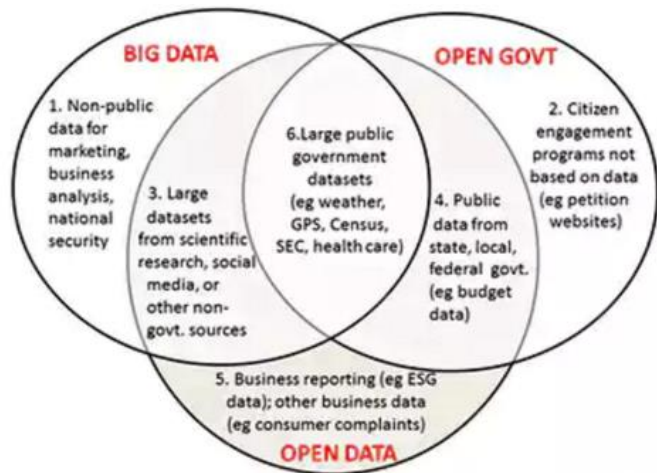 BIG DATA
OPEN GOVT
1. Non-public
data for
marketing,
business
analysis,
national
security
2. Citizen
engagement
programs not
based on data
(eg petition
websites)
6.Large public
government
datasets
(eg weather,
GPS, Census,
SEC, health care)
3. Large
datasets
from scientific
research, social
media, or
other non-
govt. sources
4. Public
data from
state, local,
federal govt.
(eg budget
data)
5. Business reporting (eg ESG
data); other business data
(eg consumer complaints)
OPEN DATA